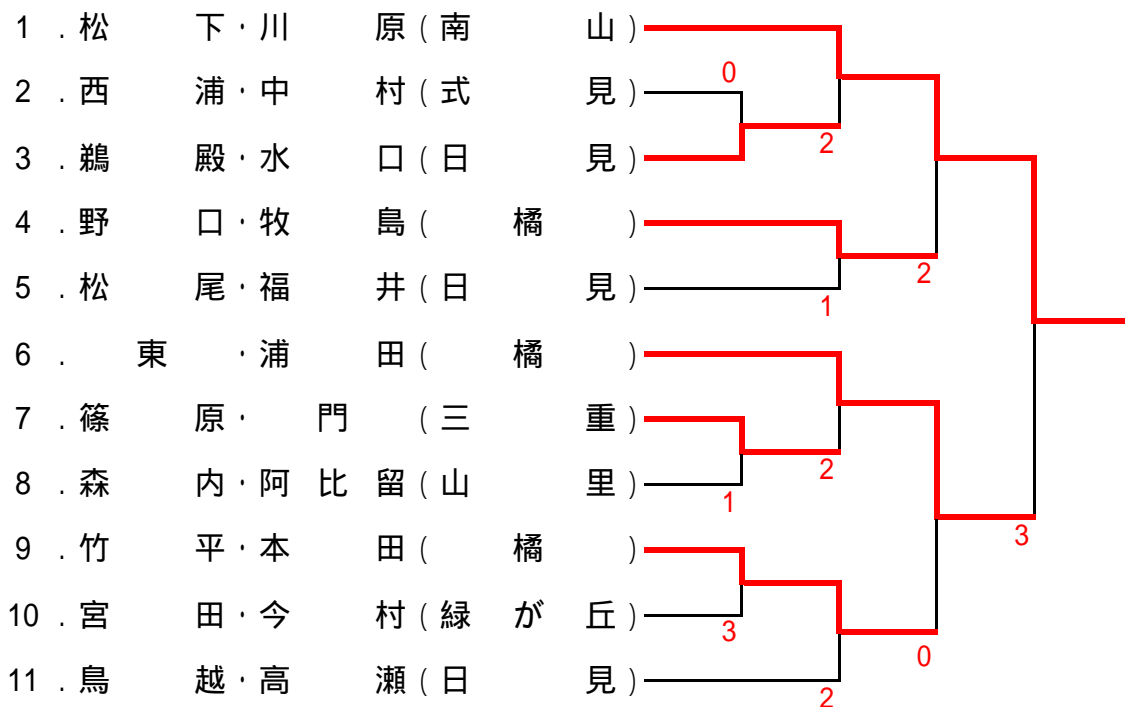 1 . 松 下 · 川 原 ( 南 山 )
0
2 . 西 浦 · 中 村 ( 式 見 )
2
3 . 鵜 殿 · 水 口 ( 日 見 )
4 . 野 口 · 牧 島 ( 橘 )
2
5 . 松 尾 · 福 井 ( 日 見 )
1
6 . 東 · 浦 田 ( 橘 )
7 . 篠 原 · 門 ( 三 重 )
2
8 . 森 内 · 阿 比 留 ( 山 里 )
1
9 . 竹 平 · 本 田 ( 橘 )
3
10 . 宮 田 · 今 村 ( 緑 が 丘 )
3
0
11 . 鳥 越 · 高 瀬 ( 日 見 )
2